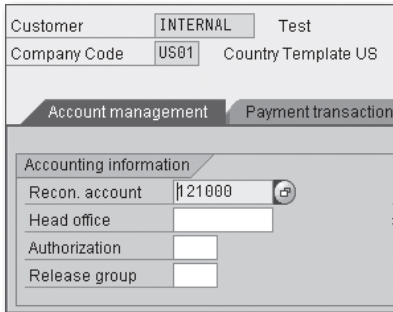 Customer INTERNAL Test
Company Code US01 Country Template US
Account management Payment transaction
Accounting information
Recon. account 121000
Head office
Authorization
Release group